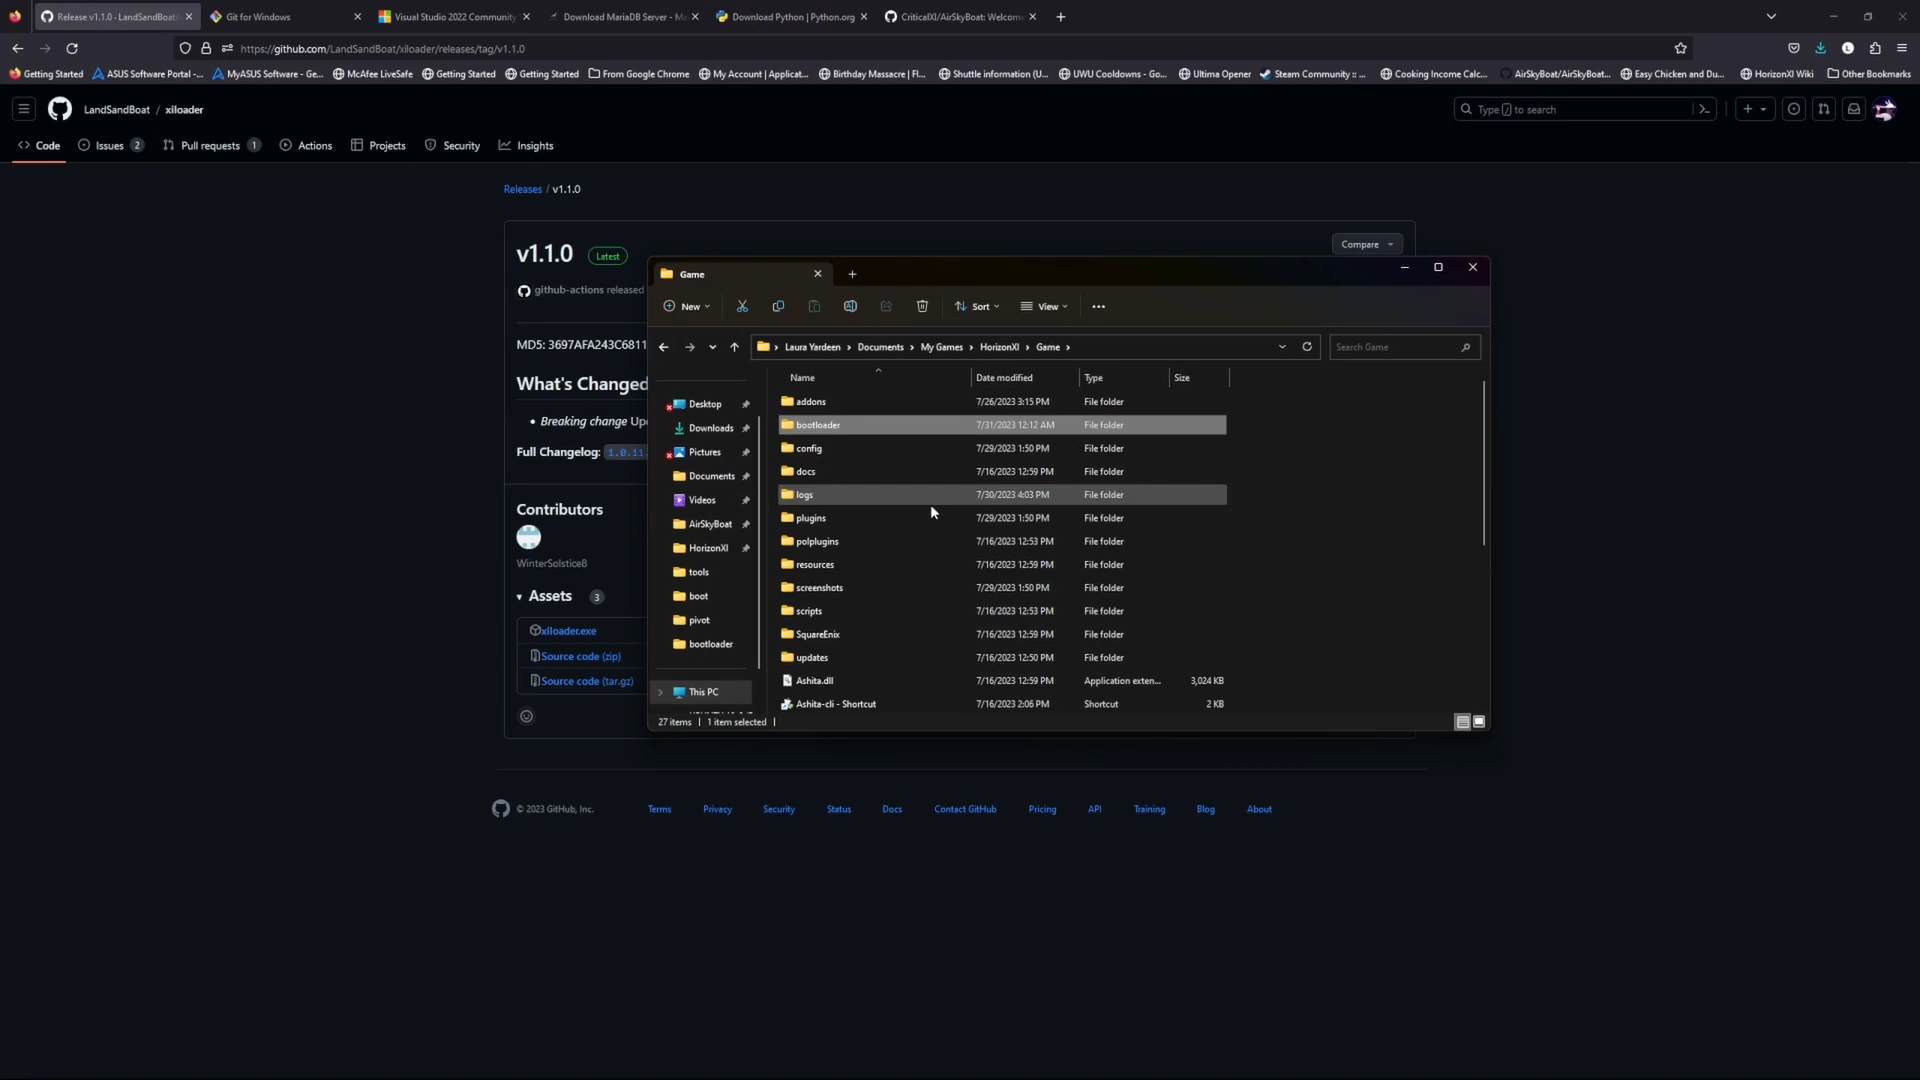 Release v1.1.0 · LandSandBoat/
Git for Windows
Visual Studio 2022 Community
Download MariaDB Server - Ma
Download Python | Python.org
CriticalXI/AirSkyBoat: Welcome
https://github.com/LandSandBoat/xiloader/releases/tag/v1.1.0
Getting Started
ASUS Software Portal -...
MyASUS Software - Ge...
McAfee LiveSafe
Getting Started
Getting Started
From Google Chrome
My Account | Applicat...
Birthday Massacre | Fl...
Shuttle information (U...
UWU Cooldowns - Go...
Ultima Opener
Steam Community :: ...
Cooking Income Calc...
AirSkyBoat/AirSkyBoat...
Easy Chicken and Du...
HorizonXI Wiki
Other Bookmarks
LandSandBoat / xiloader
Type / to search
Code
Issues 2
Pull requests 1
Actions
Projects
Security
Insights
Releases / v1.1.0
v1.1.0 Latest
Compare
github-actions released
MD5: 3697AFA243C6811
What's Changed
• Breaking change Up
Full Changelog: 1.0.11.
Contributors
WinterSolstice8
Assets 3
xiloader.exe
Source code (zip)
Source code (tar.gz)
Game
New
Sort
View
Laura Yardeen > Documents > My Games > HorizonXI > Game >
Search Game
Desktop
Downloads
Pictures
Documents
Videos
AirSkyBoat
HorizonXI
tools
boot
pivot
bootloader
This PC
Name Date modified Type Size
addons 7/26/2023 3:15 PM File folder
bootloader 7/31/2023 12:12 AM File folder
config 7/29/2023 1:50 PM File folder
docs 7/16/2023 12:59 PM File folder
logs 7/30/2023 4:03 PM File folder
plugins 7/29/2023 1:50 PM File folder
polplugins 7/16/2023 12:53 PM File folder
resources 7/16/2023 12:59 PM File folder
screenshots 7/29/2023 1:50 PM File folder
scripts 7/16/2023 12:53 PM File folder
SquareEnix 7/16/2023 12:59 PM File folder
updates 7/16/2023 12:50 PM File folder
Ashita.dll 7/16/2023 12:59 PM Application exten... 3,024 KB
Ashita-cli - Shortcut 7/16/2023 2:06 PM Shortcut 2 KB
27 items | 1 item selected |
© 2023 GitHub, Inc.
Terms
Privacy
Security
Status
Docs
Contact GitHub
Pricing
API
Training
Blog
About